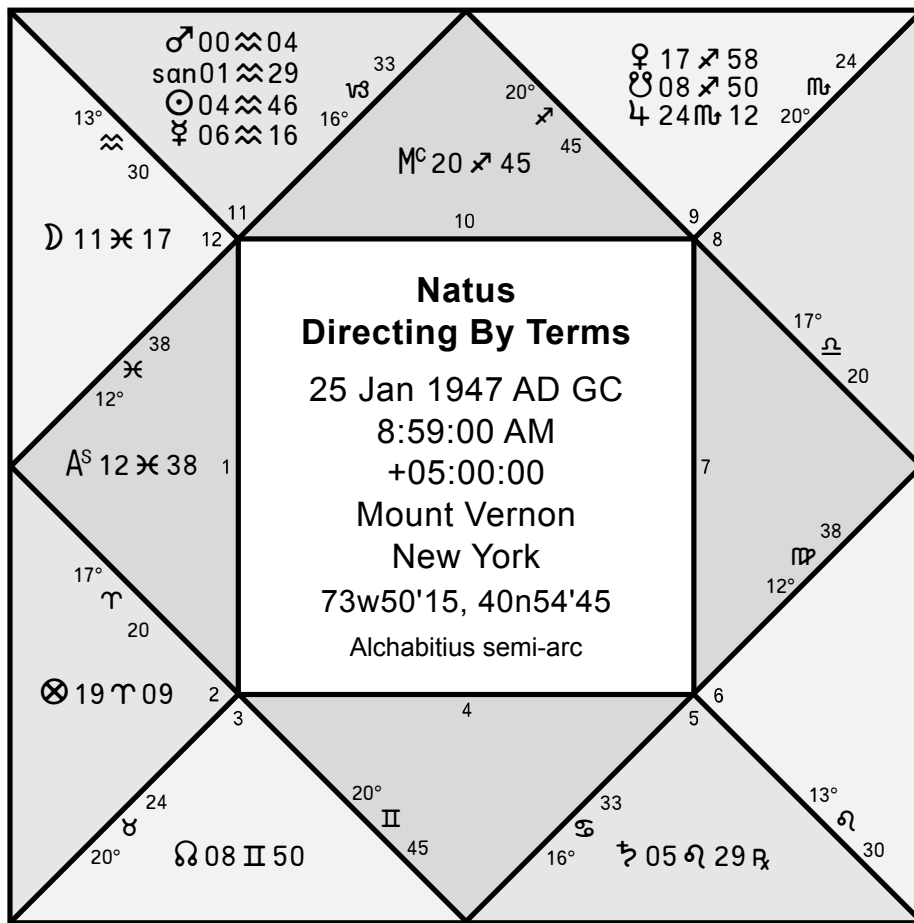 ♂ 00 ♒ 04
san 01 ♒ 29
☉ 04 ♒ 46
☿ 06 ♒ 16
33
♑
16°
20°
♐
45
M꜀ 20 ♐ 45
♀ 17 ♐ 58
☋ 08 ♐ 50
♃ 24 ♏ 12
24
♏
20°
13°
♒
30
11
12
10
9
8
☽ 11 ♓ 17
38
♓
12°
17°
♎
20
Natus
Directing By Terms
25 Jan 1947 AD GC
8:59:00 AM
+05:00:00
Mount Vernon
New York
73w50'15, 40n54'45
Alchabitius semi-arc
Aˢ 12 ♓ 38
1
7
17°
♈
20
38
♍
12°
⊗ 19 ♈ 09
2
3
4
6
5
24
♉
20°
☊ 08 ♊ 50
20°
♊
45
33
♋
16°
♄ 05 ♌ 29 ℞
13°
♌
30